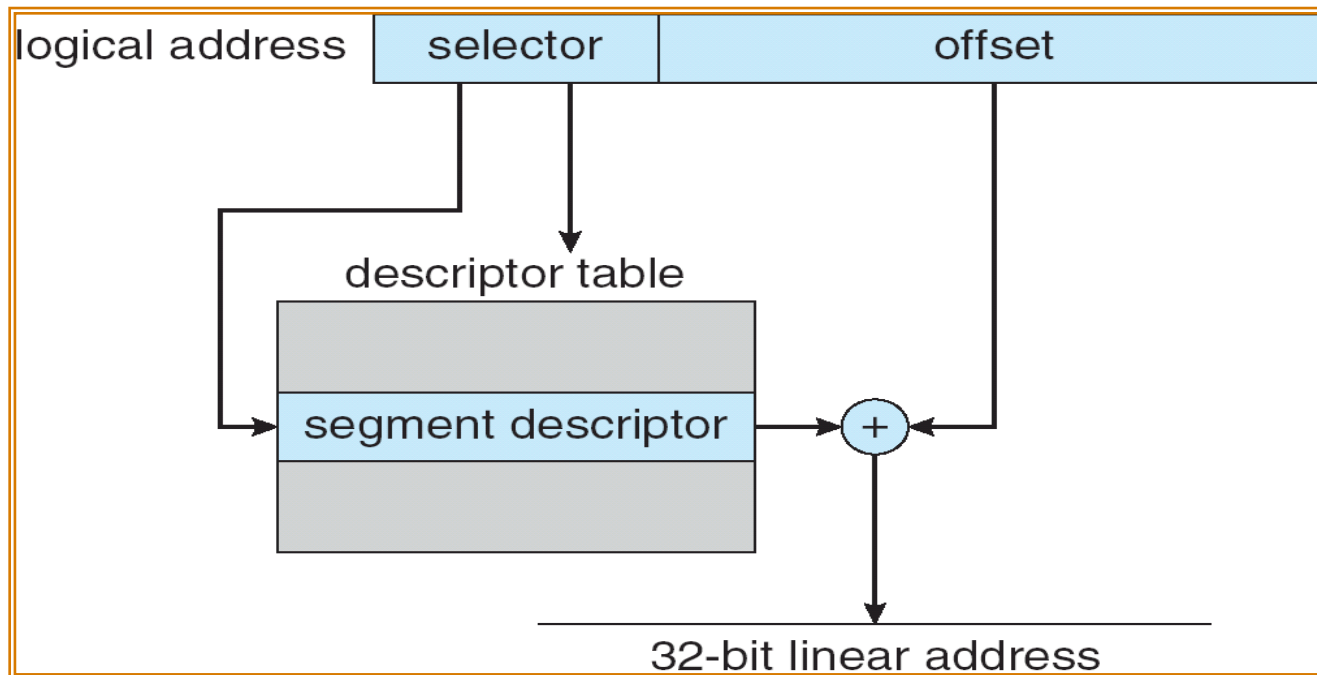 logical address selector offset
descriptor table
segment descriptor +
32-bit linear address